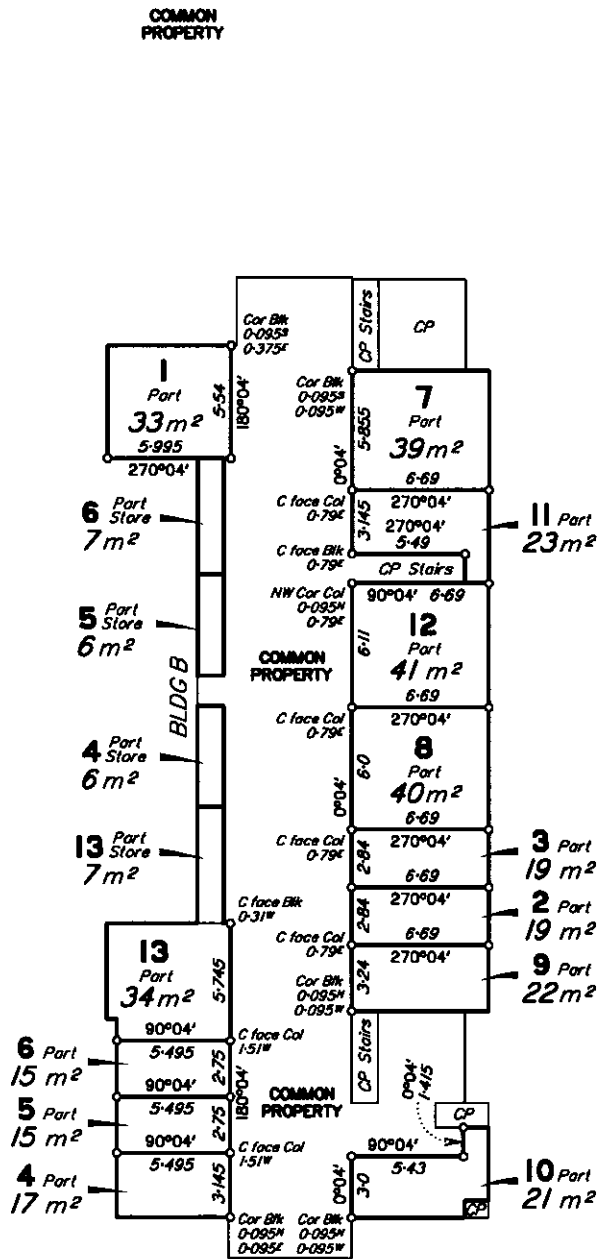 COMMON
PROPERTY
Cor Blk
0·095ˢ
0·375ᴱ
CP Stairs
CP
1
Part
33m²
5·995
5·54
180°04'
270°04'
Cor Blk
0·095ˢ
0·095ᵂ
7
Part
39m²
6·69
5·855
0°04'
6 Part
Store
7m²
C face Col
0·79ᴱ
270°04'
270°04'
5·49
3·145
11 Part
23m²
C face Blk
0·79ᴱ
CP Stairs
5 Part
Store
6m²
NW Cor Col
0·095ᴺ
0·79ᴱ
90°04' 6·69
12
Part
41m²
6·69
6·11
COMMON
PROPERTY
BLDG B
C face Col
0·79ᴱ
270°04'
8
Part
40m²
6·69
6·0
0°04'
4 Part
Store
6m²
13 Part
Store
7m²
C face Col
0·79ᴱ
270°04'
6·69
2·84
3 Part
19 m²
C face Blk
0·31ᵂ
270°04'
6·69
2·84
2 Part
19 m²
C face Col
0·79ᴱ
270°04'
3·24
9 Part
22m²
Cor Blk
0·095ᴺ
0·095ᵂ
13
Part
34m²
5·745
90°04'
C face Col
1·51ᵂ
6 Part
15 m²
5·495
2·75
90°04'
180°04'
CP Stairs
COMMON
PROPERTY
0°04'
1·415
CP
5 Part
15 m²
5·495
2·75
90°04'
C face Col
1·51ᵂ
4 Part
17 m²
5·495
3·145
90°04'
5·43
0°04'
3·0
10 Part
21 m²
CP
Cor Blk
0·095ᴺ
0·095ᴱ
Cor Blk
0·095ᴺ
0·095ᵂ